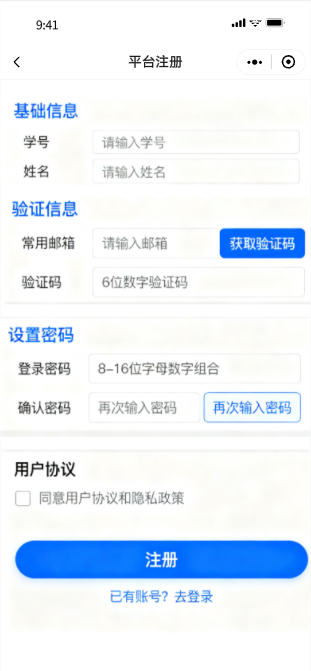 9:41
平台注册
基础信息
学号 请输入学号
姓名 请输入姓名
验证信息
常用邮箱 请输入邮箱 获取验证码
验证码 6位数字验证码
设置密码
登录密码 8-16位字母数字组合
确认密码 再次输入密码 再次输入密码
用户协议
同意用户协议和隐私政策
注册
已有账号？去登录